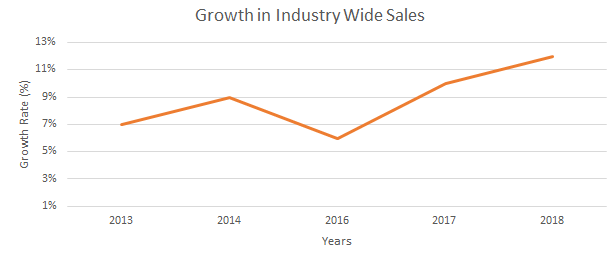 Growth in Industry Wide Sales
13%
11%
9%
7%
5%
3%
1%
Growth Rate (%)
2013 2014 2016 2017 2018
Years